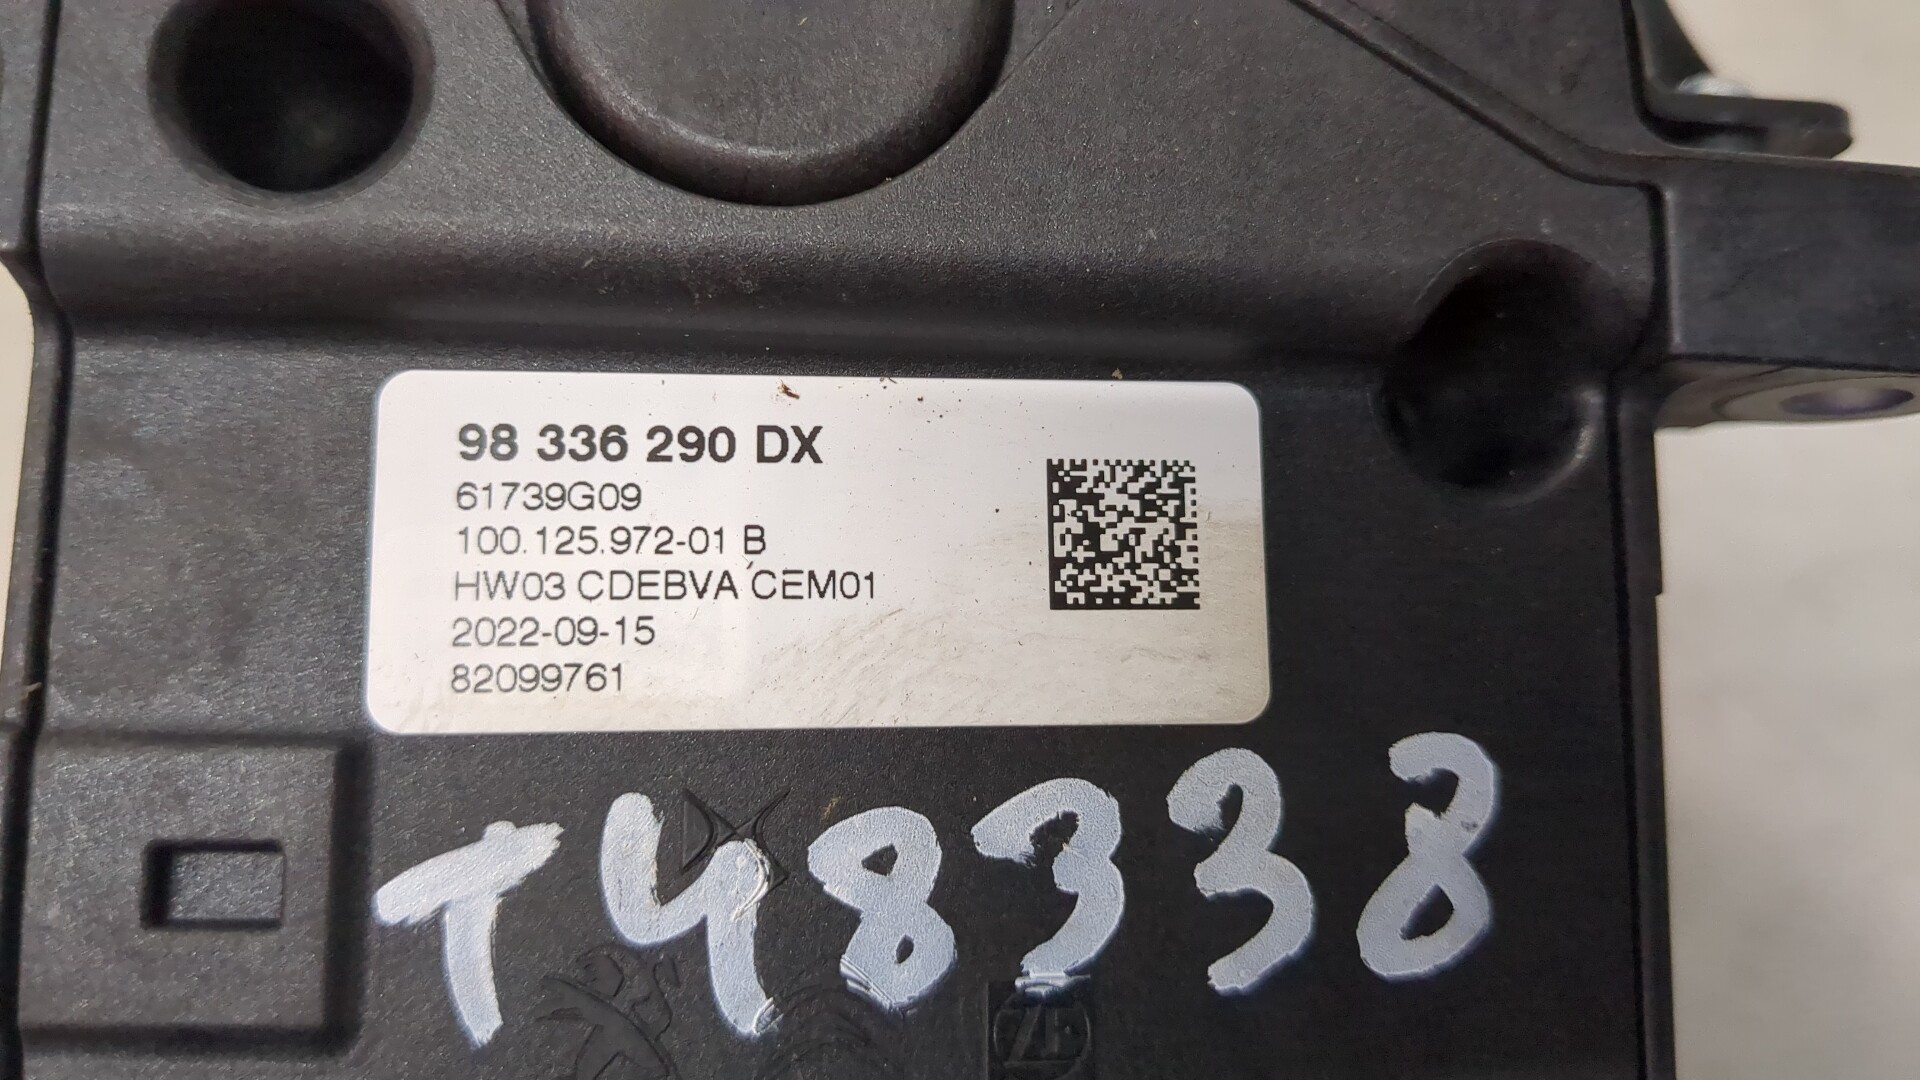 98 336 290 DX
61739G09
100.125.972-01 B
HW03 CDEBVA CEM01
2022-09-15
82099761
T48338
ZF